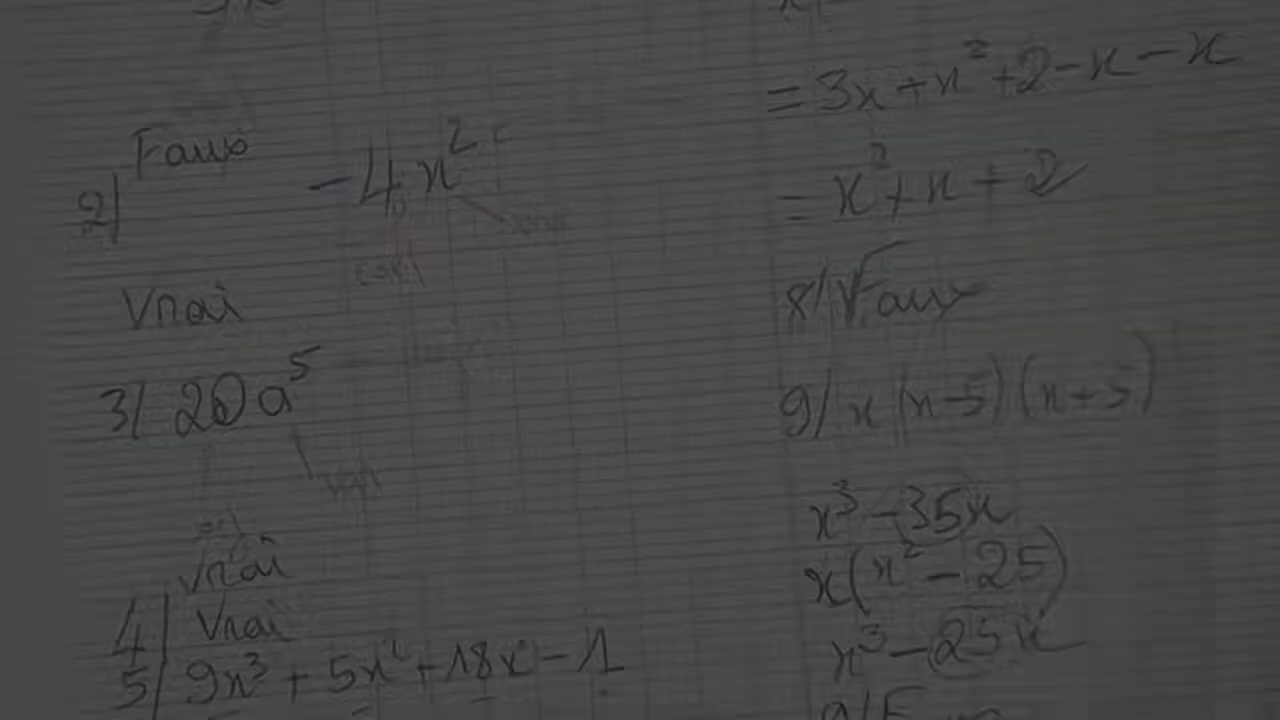 Faux
2) -4x²
Vrai
3) 20a⁵
vrai
4) Vrai
5) 9x³ + 5x² + 18x - 1
= 3x + x² + 2 - x - x
= x² + x + 2
8) Faux
9) x(x-5)(x+5)
x³ - 35x
x(x² - 25)
x³ - 25x